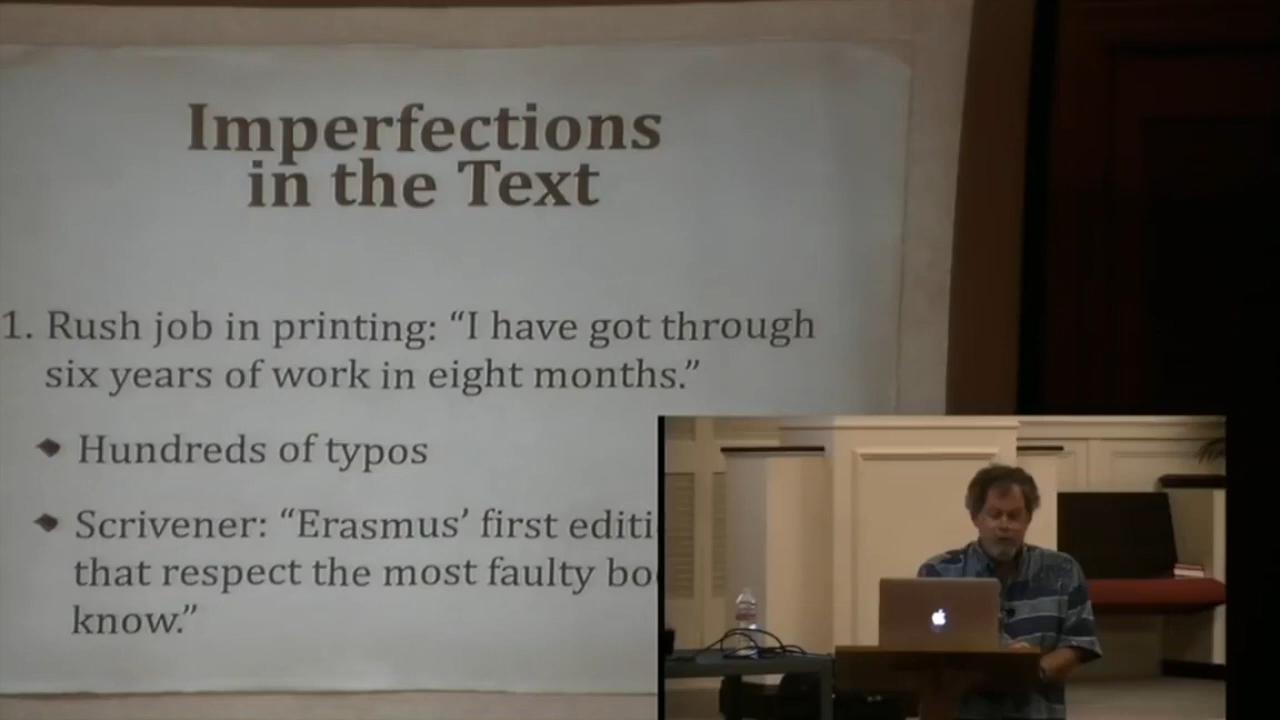 Imperfections
in the Text
1. Rush job in printing: “I have got through
six years of work in eight months.”
Hundreds of typos
Scrivener: “Erasmus’ first editi
that respect the most faulty bo
know.”